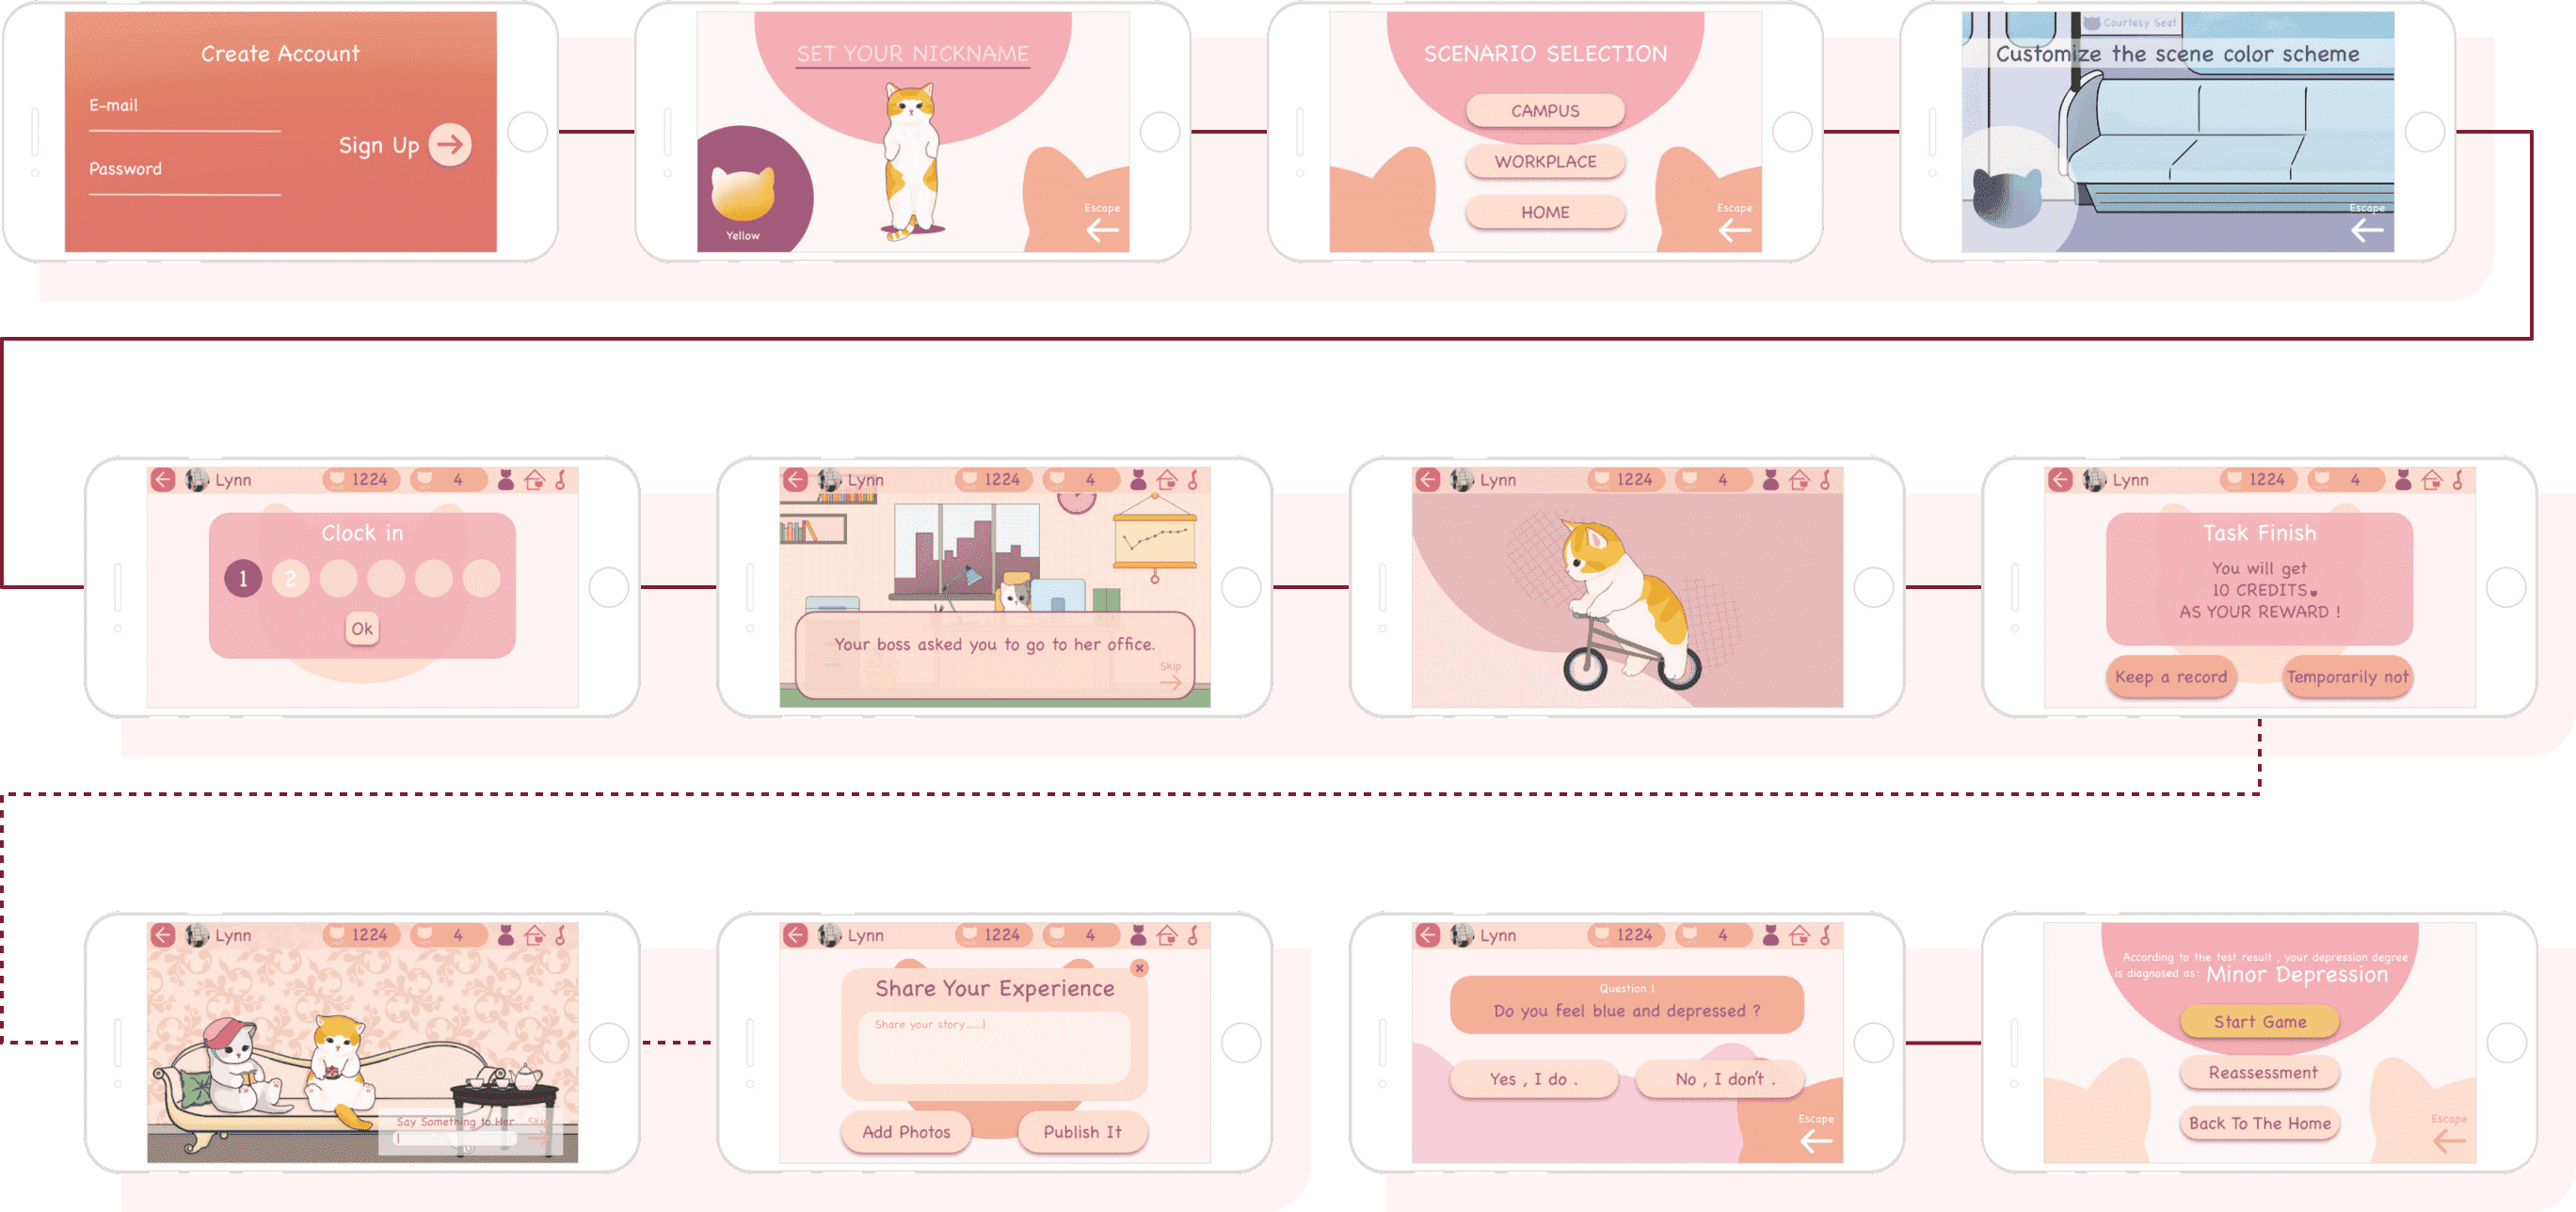 Create Account
E-mail
Password
Sign Up
SET YOUR NICKNAME
Yellow
Escape
SCENARIO SELECTION
CAMPUS
WORKPLACE
HOME
Escape
Courtesy Seat
Customize the scene color scheme
Escape
Lynn 1224 4
Clock in
1 2
Ok
Lynn 1224 4
Your boss asked you to go to her office.
Skip
Lynn 1224 4
Lynn 1224 4
Task Finish
You will get
10 CREDITS
AS YOUR REWARD !
Keep a record
Temporarily not
Lynn 1224 4
Say Something to Her
Skip
Lynn 1224 4
Share Your Experience
Share your story......
Add Photos
Publish It
Lynn 1224 4
Question 1
Do you feel blue and depressed ?
Yes , I do .
No , I don't .
Escape
According to the test result , your depression degree
is diagnosed as: Minor Depression
Start Game
Reassessment
Back To The Home
Escape